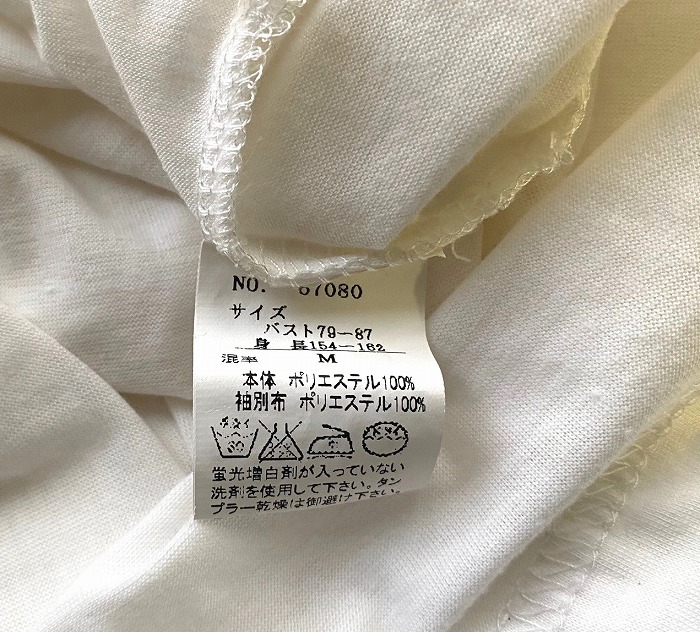 NO. 67080
サイズ
バスト79-87
身 長154-162
混率 M
本体 ポリエステル100%
袖別布 ポリエステル100%
蛍光増白剤が入っていない
洗剤を使用して下さい。タン
ブラー乾燥は御避け下さい。